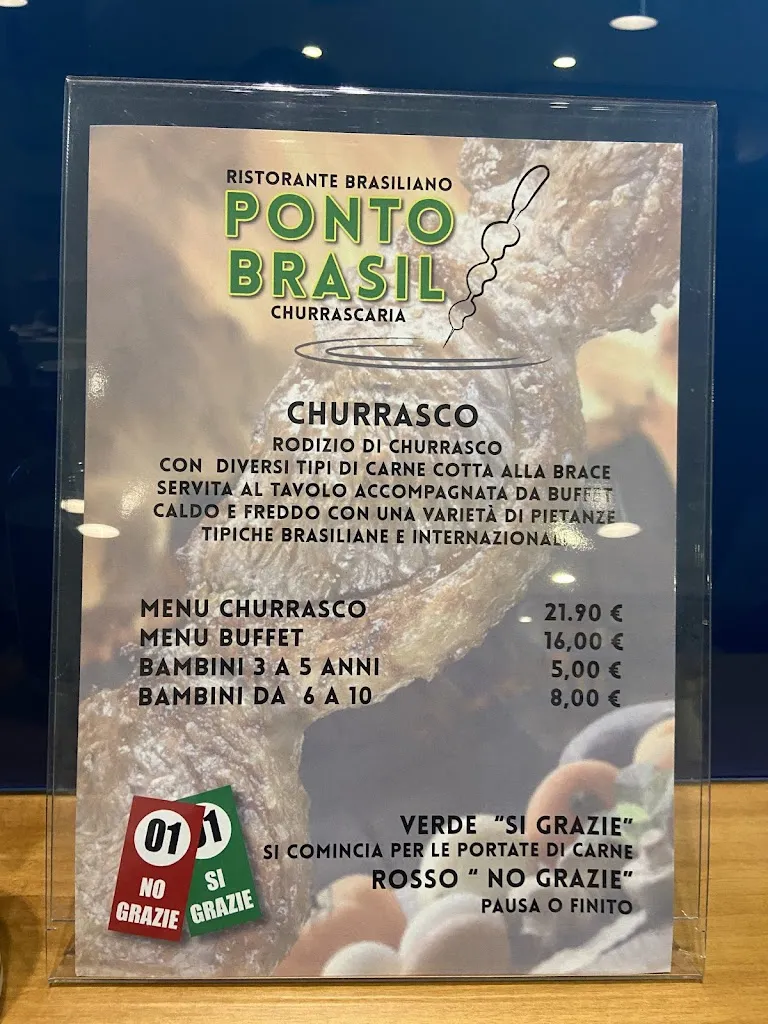 RISTORANTE BRASILIANO
PONTO
BRASIL
CHURRASCARIA
CHURRASCO
RODIZIO DI CHURRASCO
CON DIVERSI TIPI DI CARNE COTTA ALLA BRACE
SERVITA AL TAVOLO ACCOMPAGNATA DA BUFFET
CALDO E FREDDO CON UNA VARIETÀ DI PIETANZE
TIPICHE BRASILIANE E INTERNAZIONALI
MENU CHURRASCO 21.90 €
MENU BUFFET 16,00 €
BAMBINI 3 A 5 ANNI 5,00 €
BAMBINI DA 6 A 10 8,00 €
01
NO
GRAZIE
01
SI
GRAZIE
VERDE "SI GRAZIE"
SI COMINCIA PER LE PORTATE DI CARNE
ROSSO " NO GRAZIE"
PAUSA O FINITO